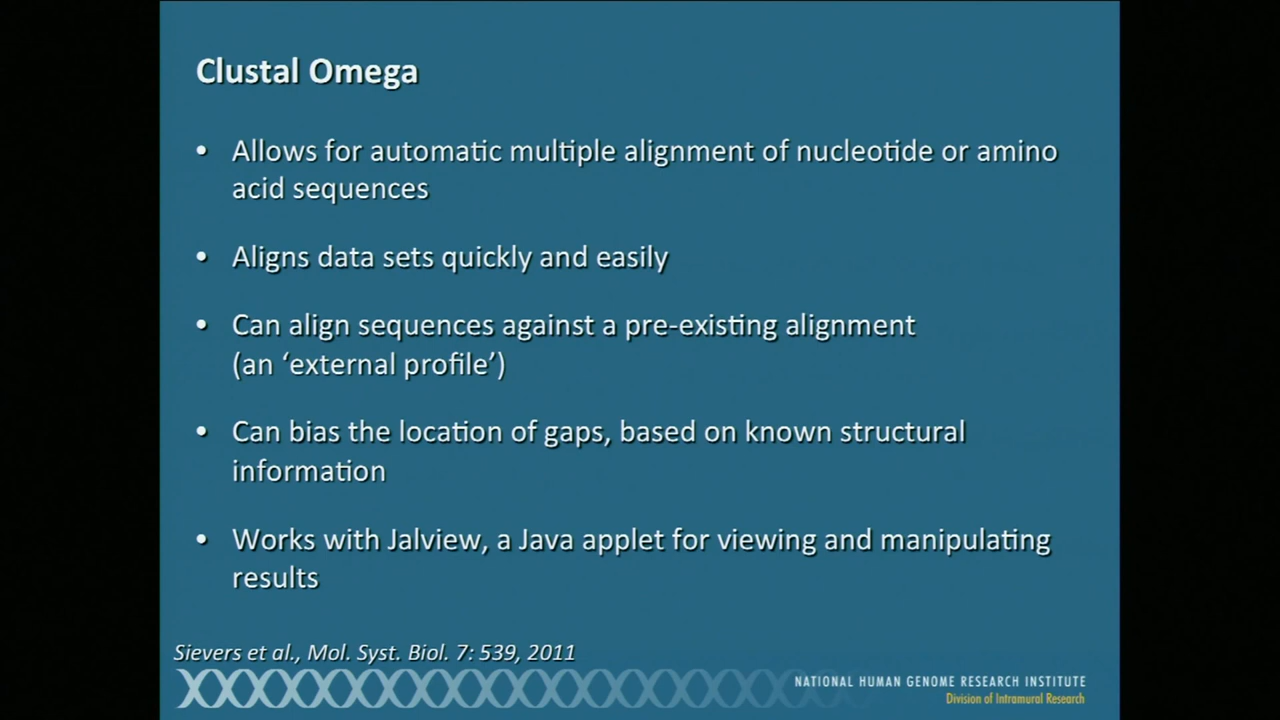 Clustal Omega
• Allows for automatic multiple alignment of nucleotide or amino
acid sequences
• Aligns data sets quickly and easily
• Can align sequences against a pre-existing alignment
(an ‘external profile’)
• Can bias the location of gaps, based on known structural
information
• Works with Jalview, a Java applet for viewing and manipulating
results
Sievers et al., Mol. Syst. Biol. 7: 539, 2011
NATIONAL HUMAN GENOME RESEARCH INSTITUTE
Division of Intramural Research